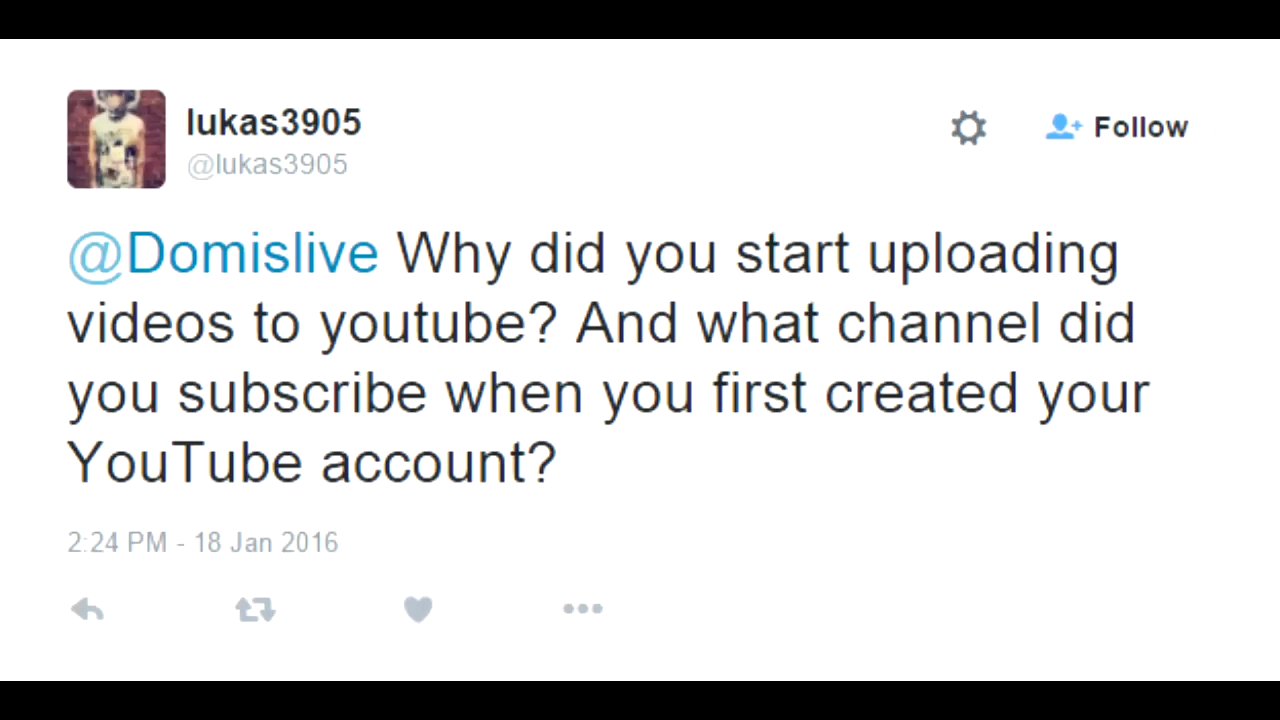 lukas3905
Follow
@lukas3905
@Domislive Why did you start uploading
videos to youtube? And what channel did
you subscribe when you first created your
YouTube account?
2:24 PM - 18 Jan 2016